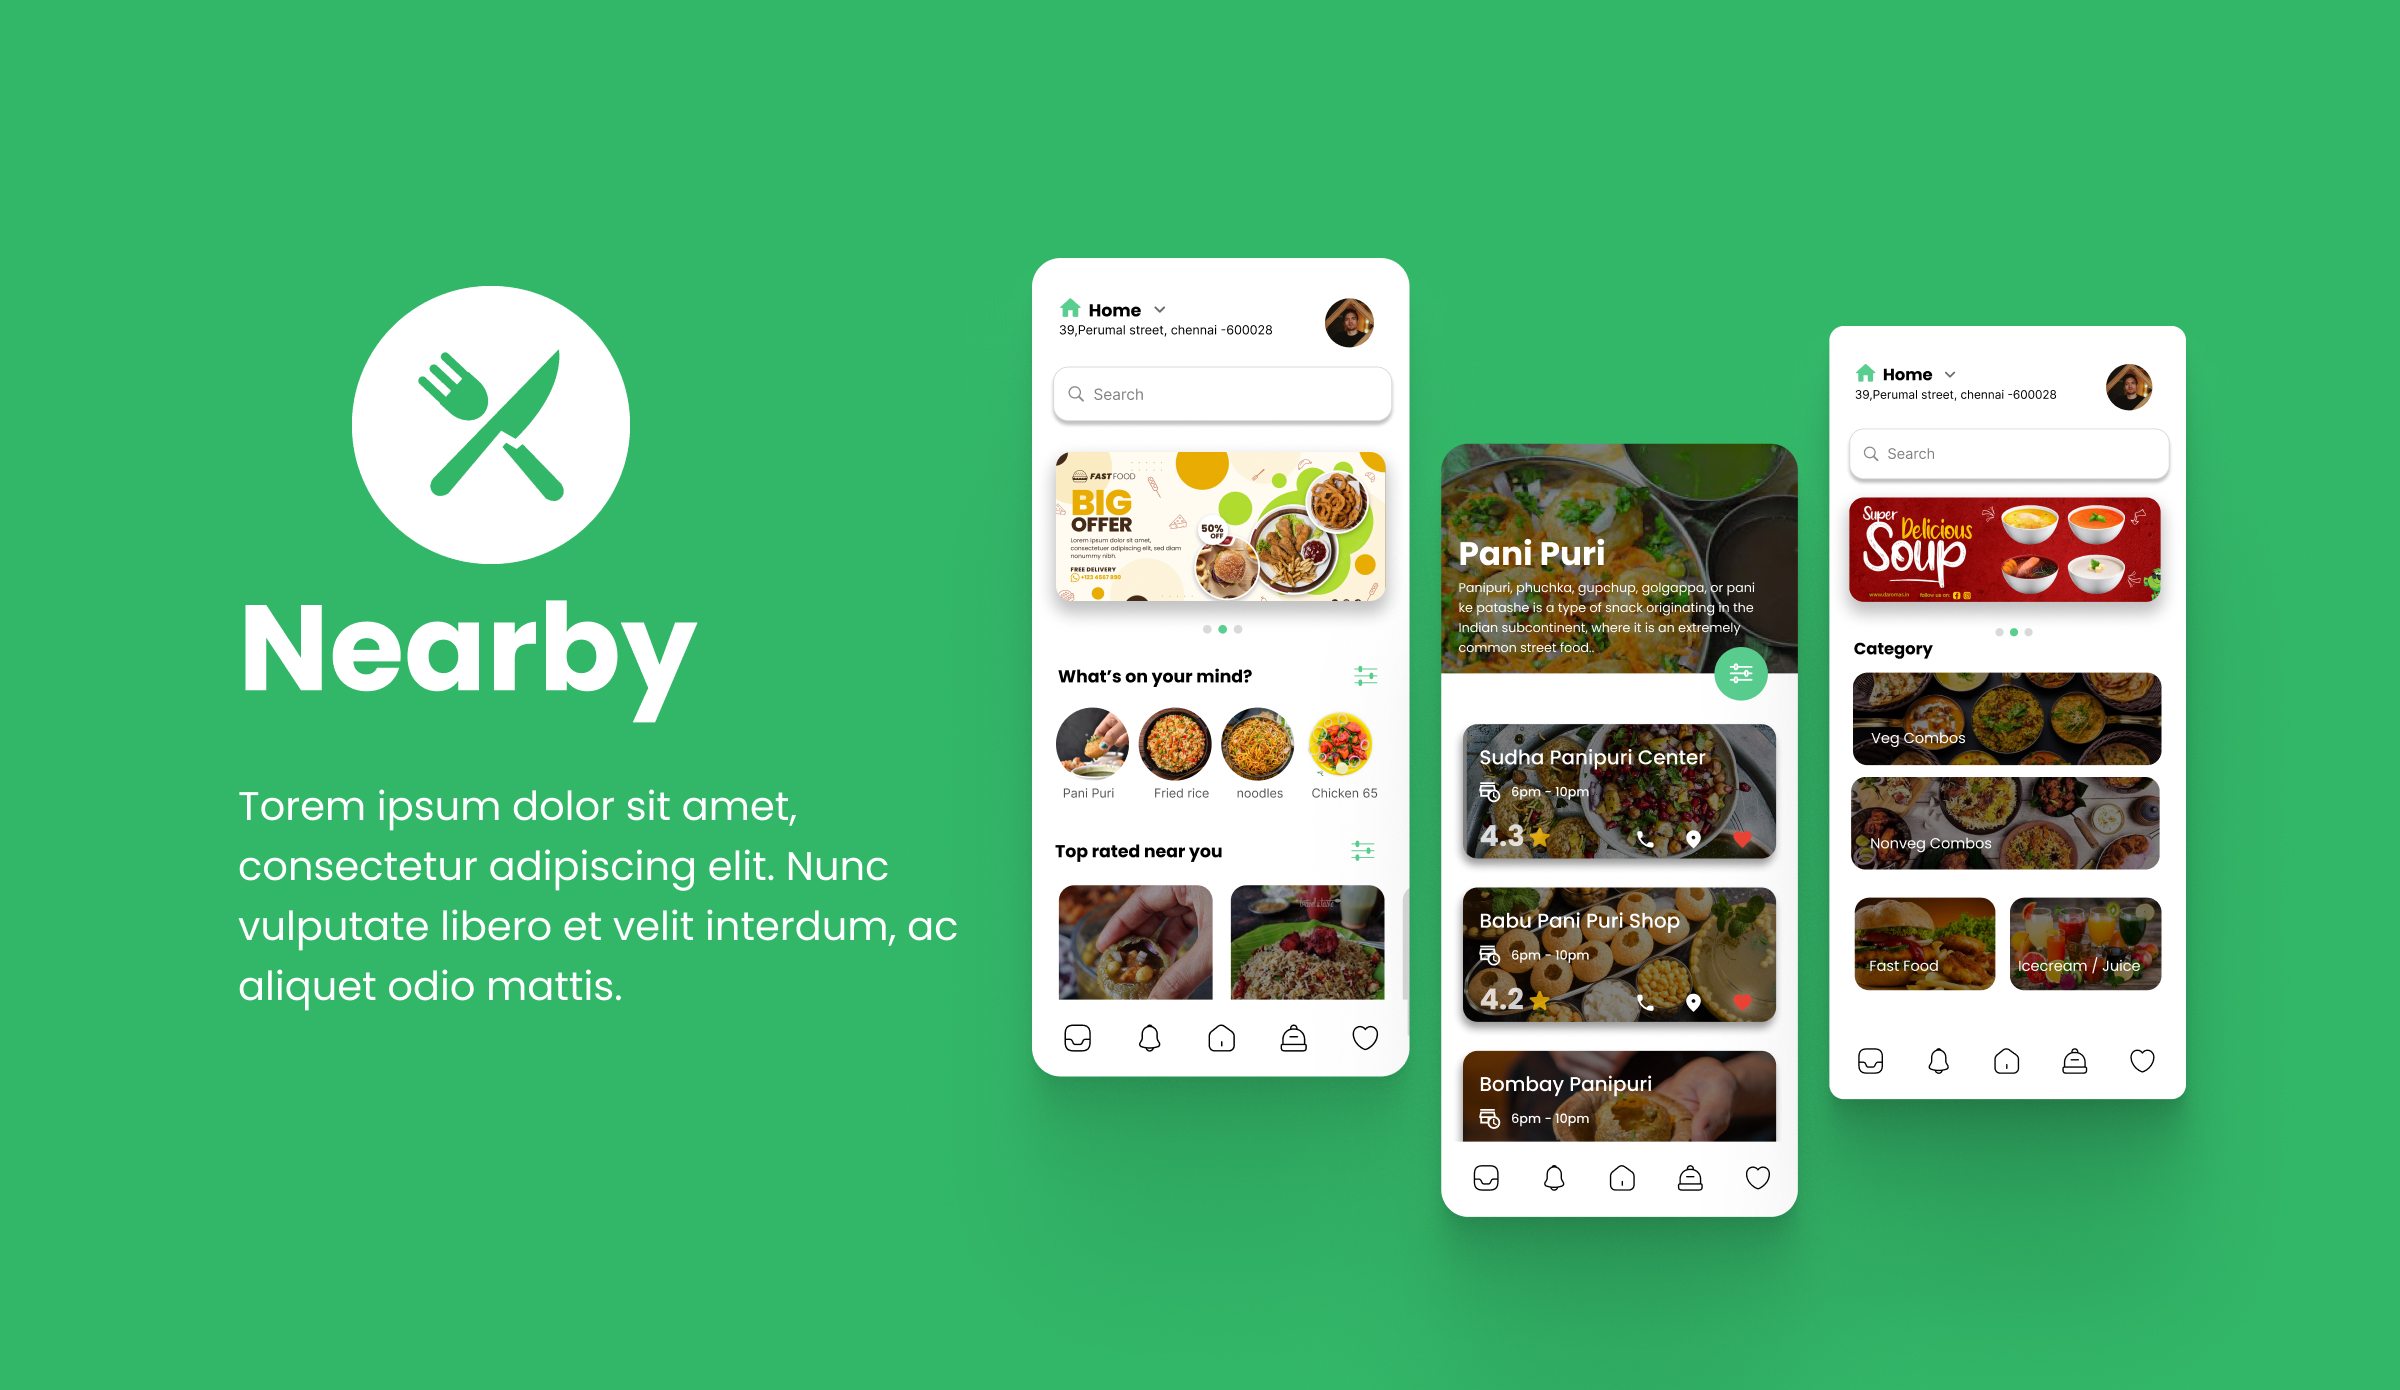 Nearby
Torem ipsum dolor sit amet,
consectetur adipiscing elit. Nunc
vulputate libero et velit interdum, ac
aliquet odio mattis.
Home
39,Perumal street, chennai -600028
Search
FAST FOOD
BIG
OFFER
Lorem ipsum dolor sit amet,
consectetuer adipiscing elit, sed diam
nonummy nibh.
FREE DELIVERY
+123 4567 890
50%
OFF
What's on your mind?
Pani Puri
Fried rice
noodles
Chicken 65
Top rated near you
Pani Puri
Panipuri, phuchka, gupchup, golgappa, or pani
ke patashe is a type of snack originating in the
Indian subcontinent, where it is an extremely
common street food..
Sudha Panipuri Center
6pm - 10pm
4.3
Babu Pani Puri Shop
6pm - 10pm
4.2
Bombay Panipuri
6pm - 10pm
Home
39,Perumal street, chennai -600028
Search
Super
Delicious
Soup
www.daromas.in
follow us on:
Category
Veg Combos
Nonveg Combos
Fast Food
Icecream / Juice